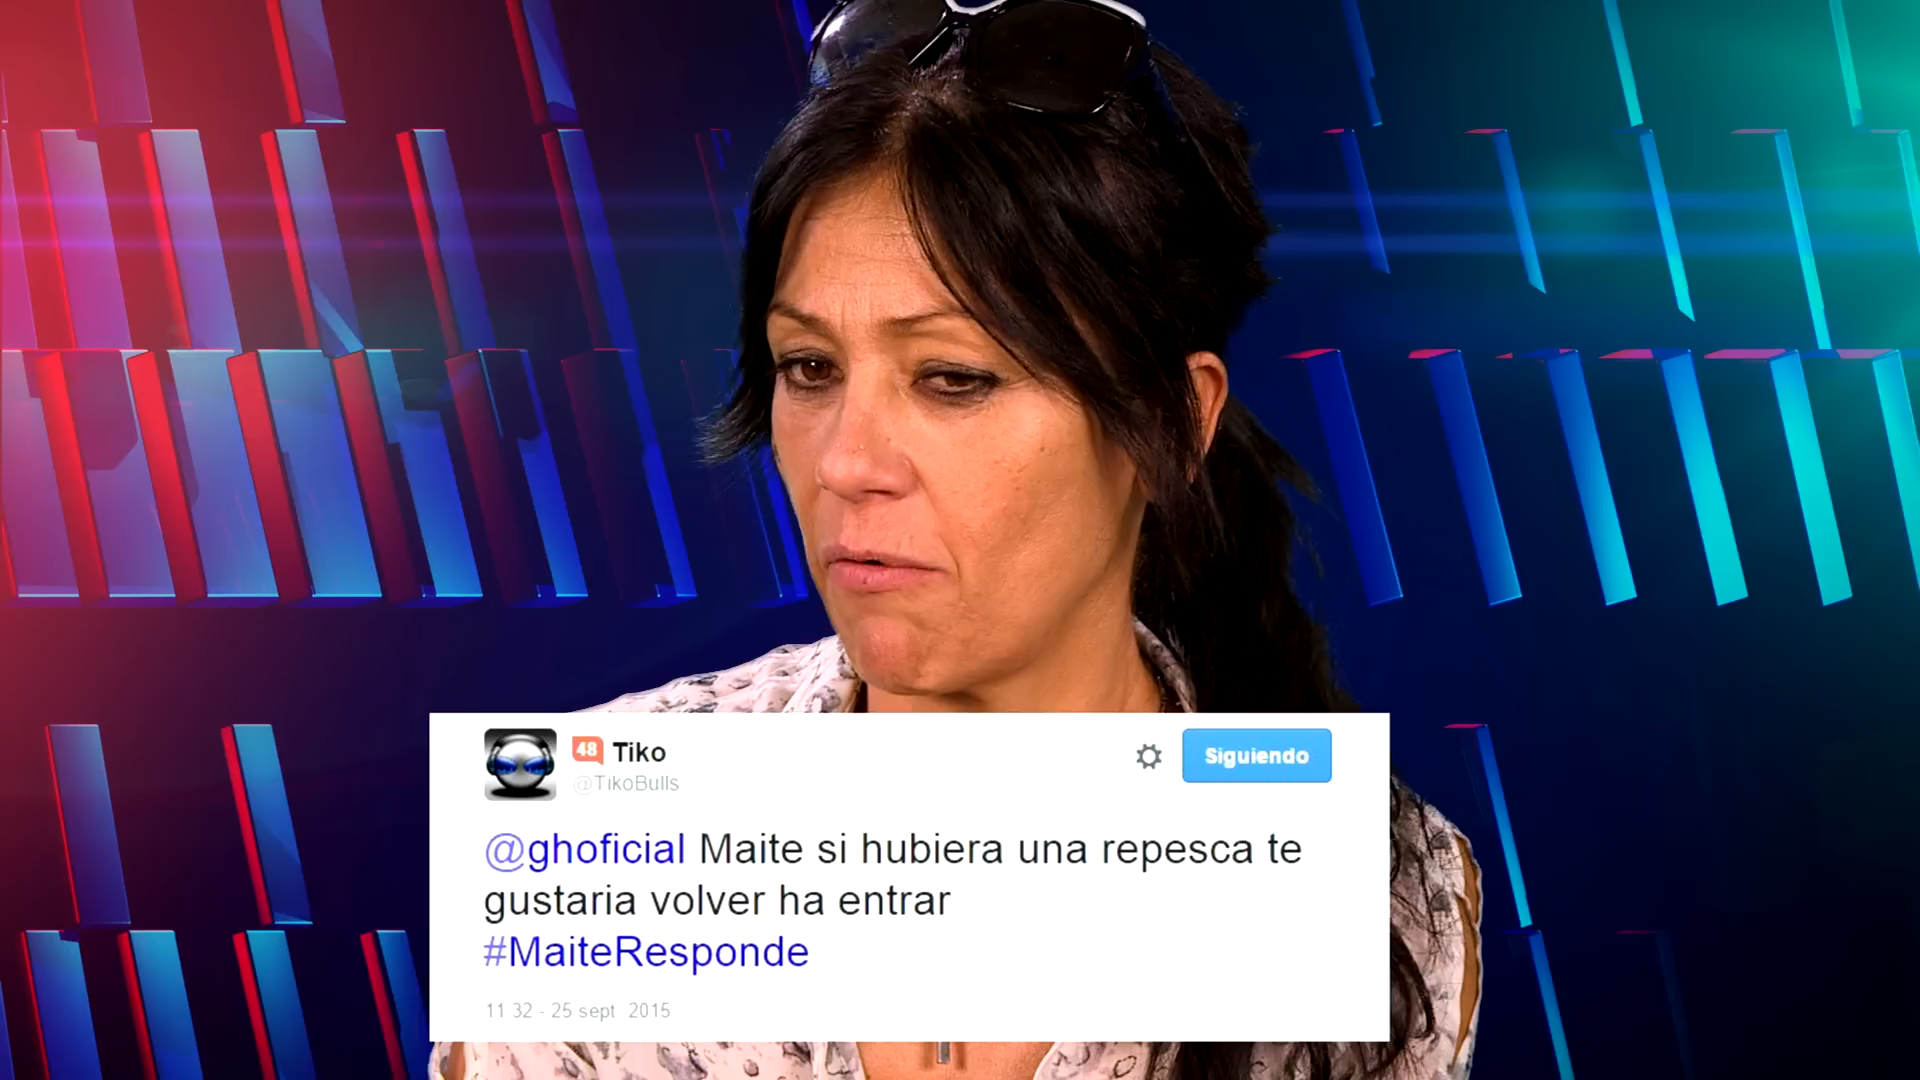 48 Tiko
@TikoBulls
Siguiendo
@ghoficial Maite si hubiera una repesca te
gustaria volver ha entrar
#MaiteResponde
11 32 - 25 sept 2015